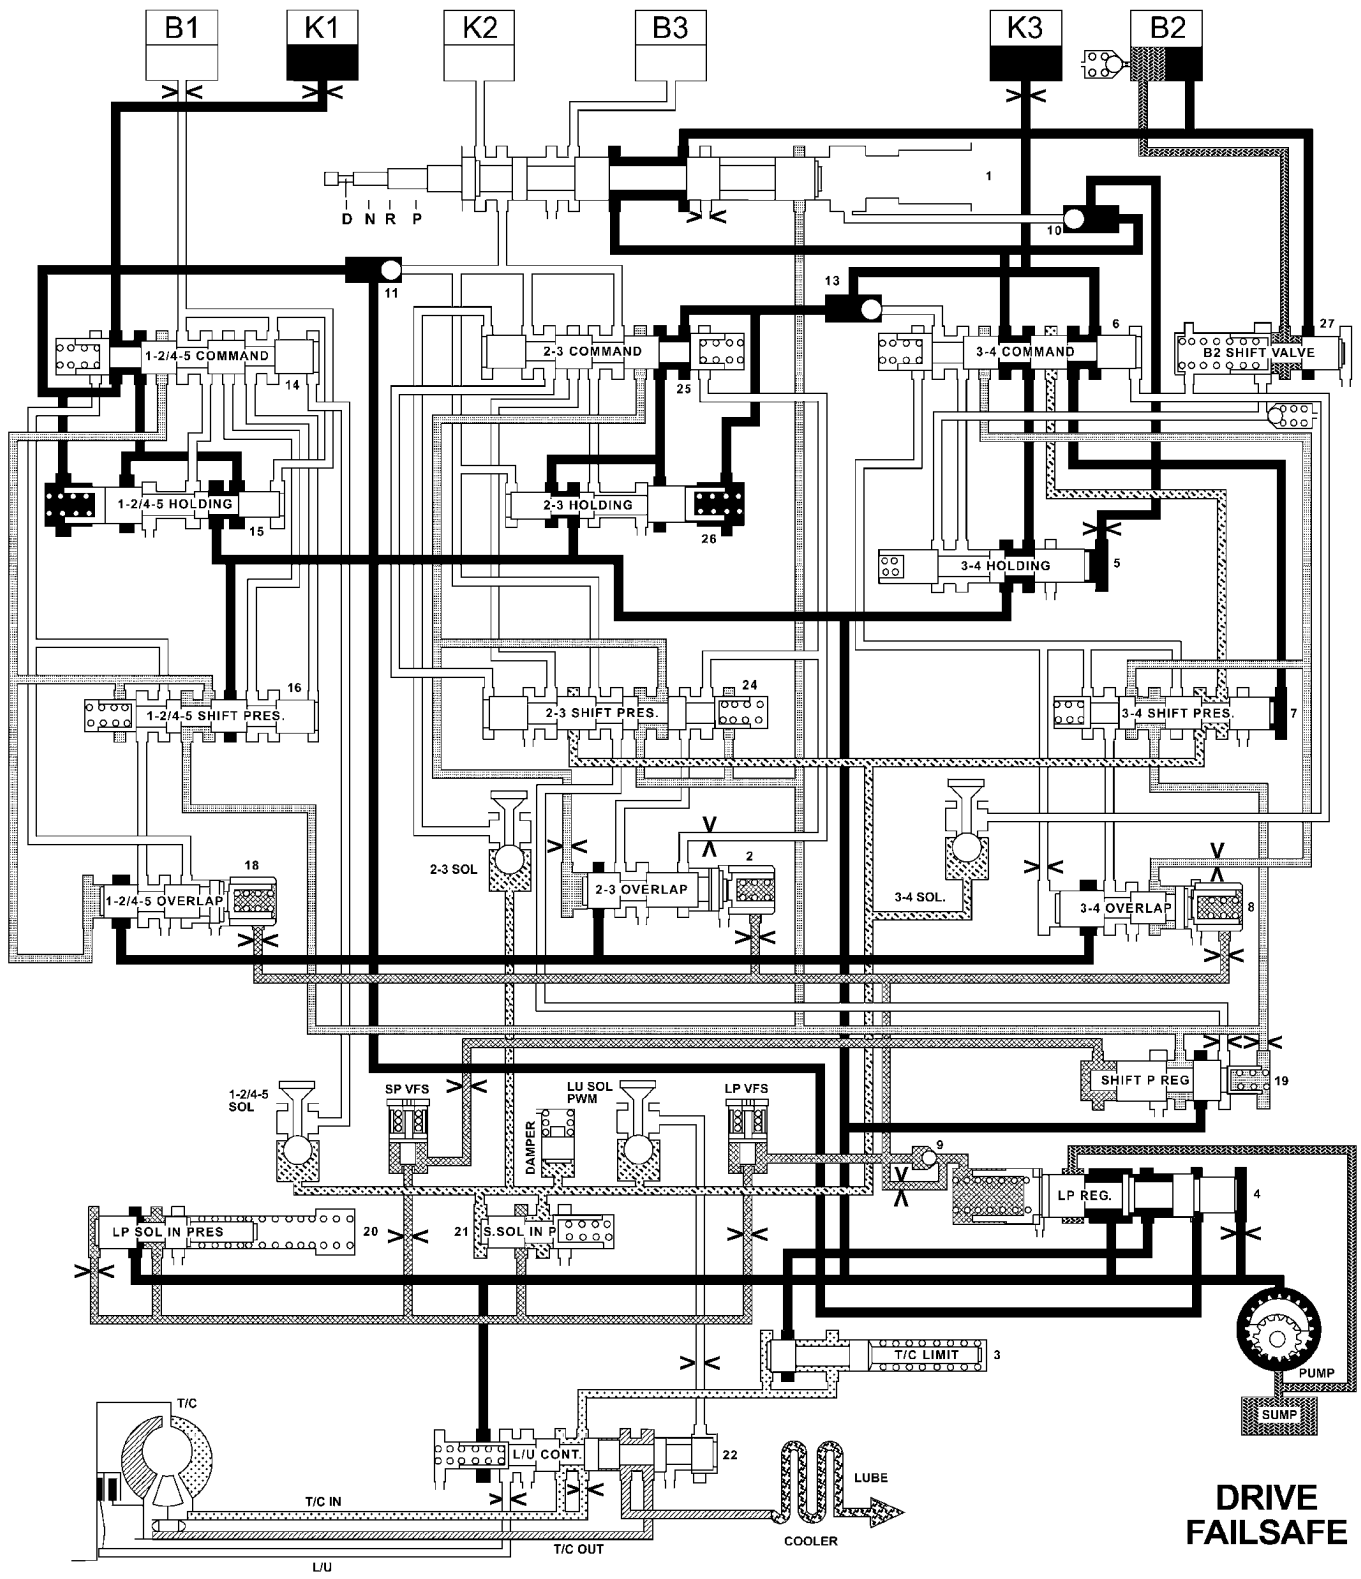 B1 K1 K2 B3 K3 B2
1
D N R P
10
11
13
6
27
1-2/4-5 COMMAND
14
2-3 COMMAND
25
3-4 COMMAND
B2 SHIFT VALVE
1-2/4-5 HOLDING
15
2-3 HOLDING
26
3-4 HOLDING
5
16
1-2/4-5 SHIFT PRES.
24
2-3 SHIFT PRES.
3-4 SHIFT PRES.
7
2-3 SOL
18
1-2/4-5 OVERLAP
2
2-3 OVERLAP
3-4 SOL.
3-4 OVERLAP
8
SHIFT P REG
19
1-2/4-5
SOL
SP VFS
LU SOL
PWM
LP VFS
DAMPER
9
LP REG.
4
LP SOL IN PRES
20
21
S.SOL IN P
T/C LIMIT
3
PUMP
SUMP
T/C
L/U CONT.
22
T/C IN
T/C OUT
L/U
COOLER
LUBE
DRIVE
FAILSAFE